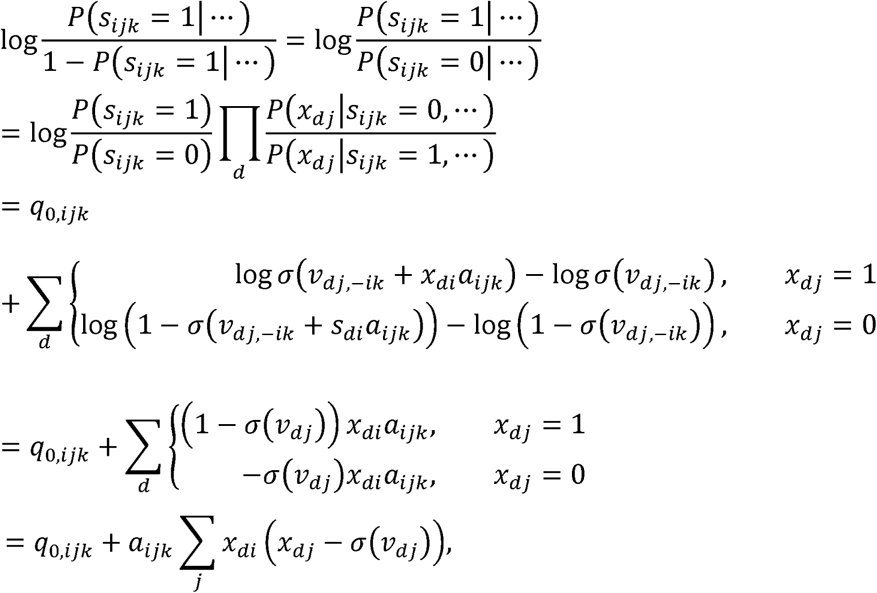 log P(s_{ijk} = 1| ⋯) / 1 − P(s_{ijk} = 1| ⋯) = log P(s_{ijk} = 1| ⋯) / P(s_{ijk} = 0| ⋯)
= log P(s_{ijk} = 1) / P(s_{ijk} = 0) ∏_d P(x_{dj}|s_{ijk} = 0, ⋯) / P(x_{dj}|s_{ijk} = 1, ⋯)
= q_{0,ijk}
+ ∑_d { log σ(v_{dj,−ik} + x_{di}a_{ijk}) − log σ(v_{dj,−ik}) , x_{dj} = 1
log (1 − σ(v_{dj,−ik} + s_{di}a_{ijk})) − log (1 − σ(v_{dj,−ik})) , x_{dj} = 0
= q_{0,ijk} + ∑_d { (1 − σ(v_{dj})) x_{di}a_{ijk}, x_{dj} = 1
−σ(v_{dj})x_{di}a_{ijk}, x_{dj} = 0
= q_{0,ijk} + a_{ijk} ∑_j x_{di} (x_{dj} − σ(v_{dj})),